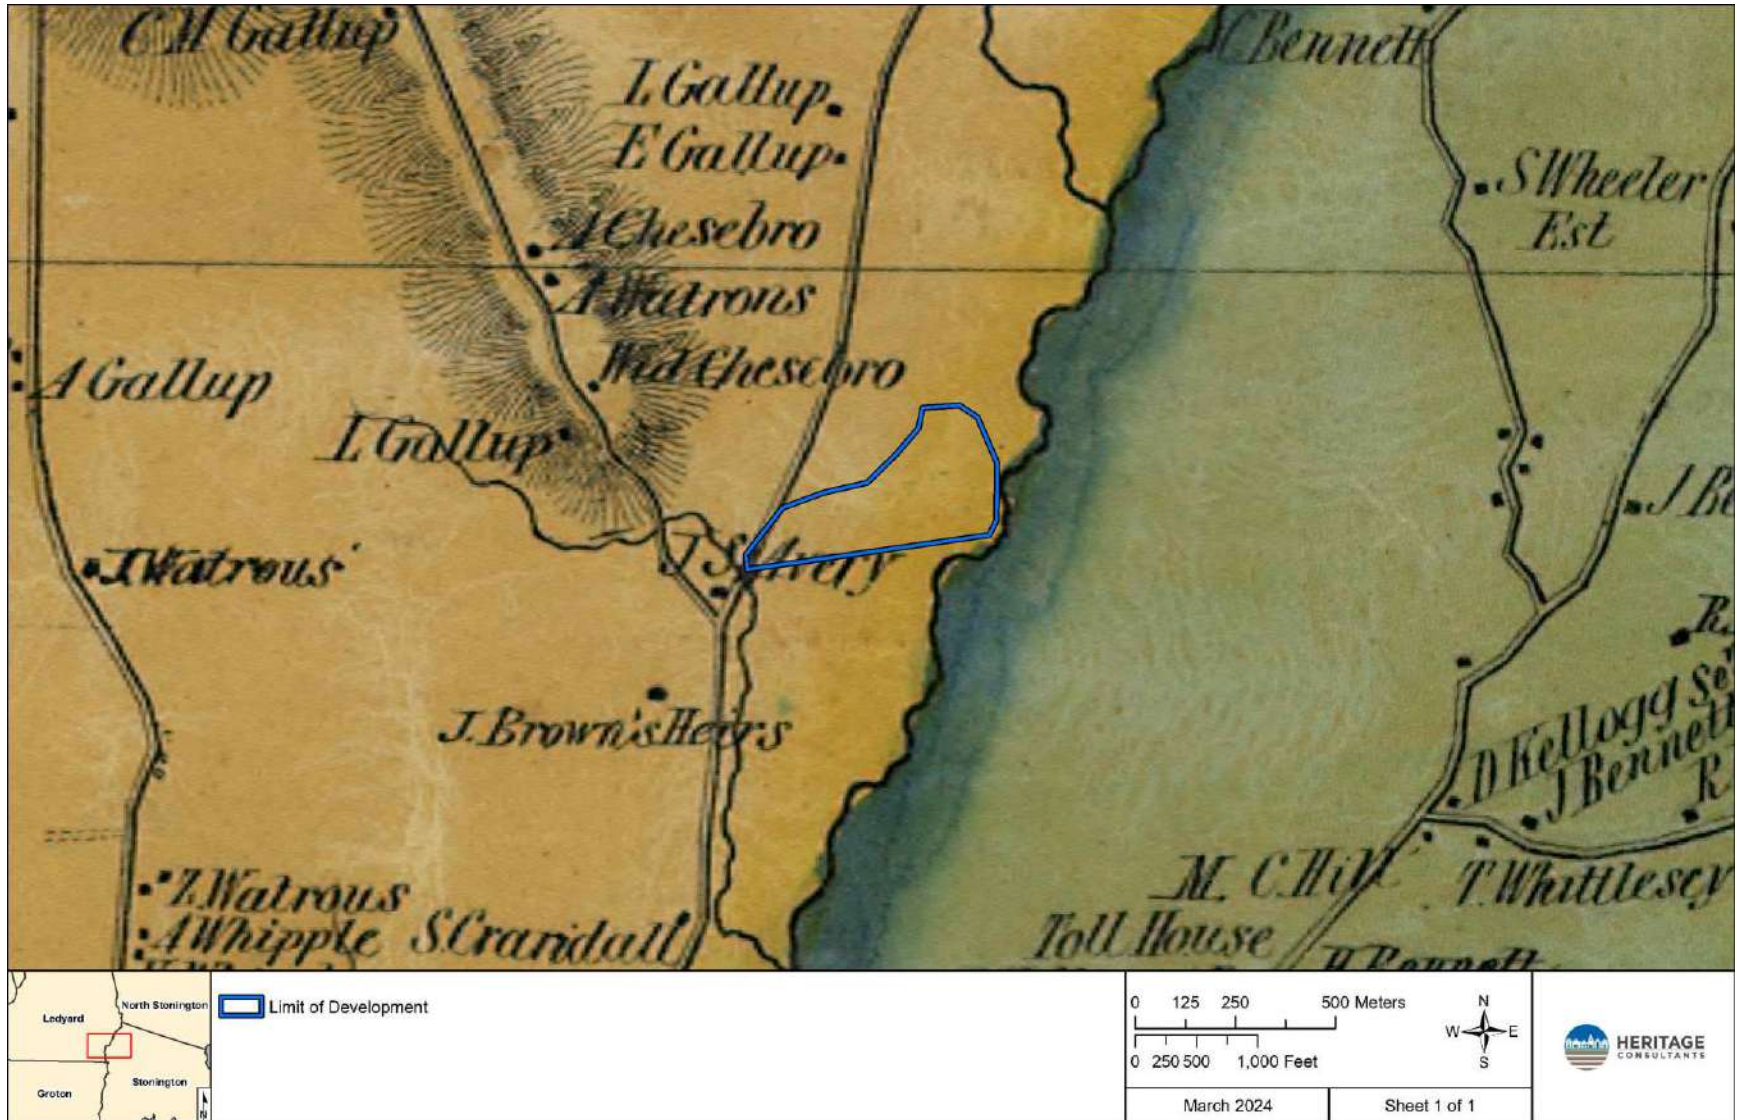 C M Gallup
C Bennett
I, Gallup
E Gallup
S Wheeler
Est
A Chesebro
A Watrons
Wid Chesebro
A Gallup
I, Gallup
J Watrous
J S Avery
J. Brown's Heirs
D Kellogg
J Bennett
M. C. Hill
T. Whittlesey
Z Watrous
A Whipple
S Crandall
Toll House
H Bennett
Ledyard
North Stonington
Groton
Stonington
N
Limit of Development
0 125 250 500 Meters
0 250 500 1,000 Feet
N
W E
S
March 2024
Sheet 1 of 1
HERITAGE
CONSULTANTS